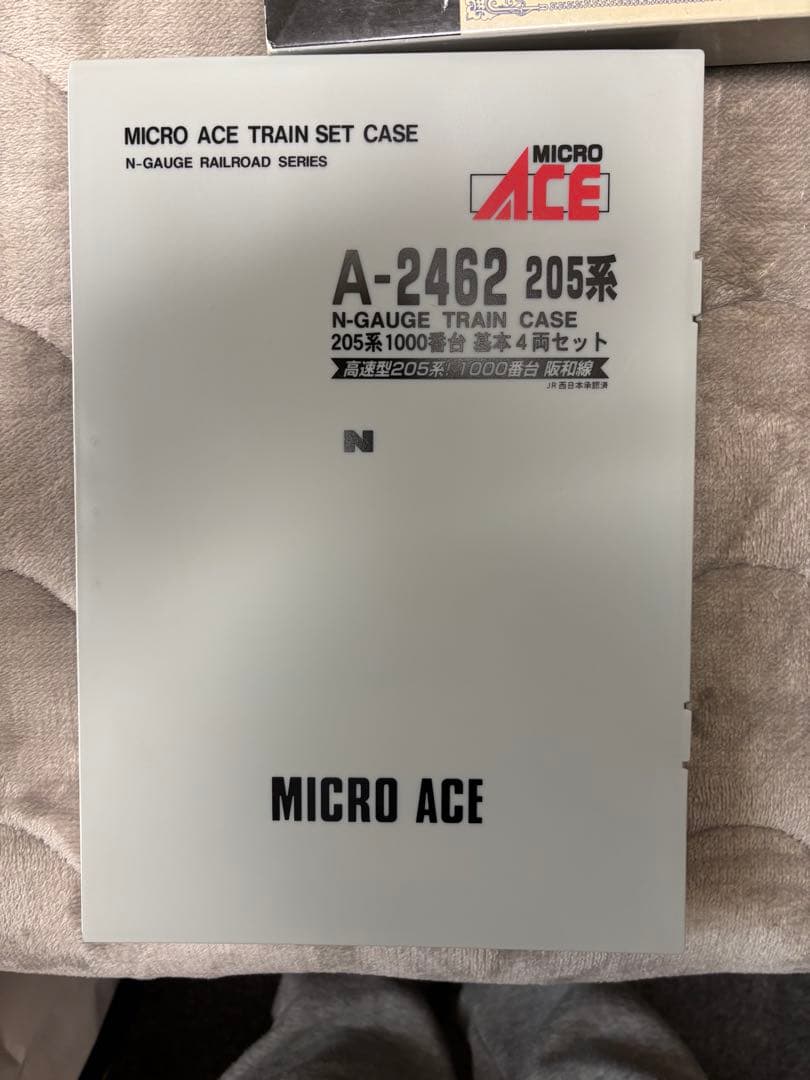 MICRO ACE TRAIN SET CASE
N-GAUGE RAILROAD SERIES
MICRO
ACE
A-2462 205系
N-GAUGE TRAIN CASE
205系1000番台 基本4両セット
高速型205系!1000番台 阪和線
JR西日本承認済
N
MICRO ACE